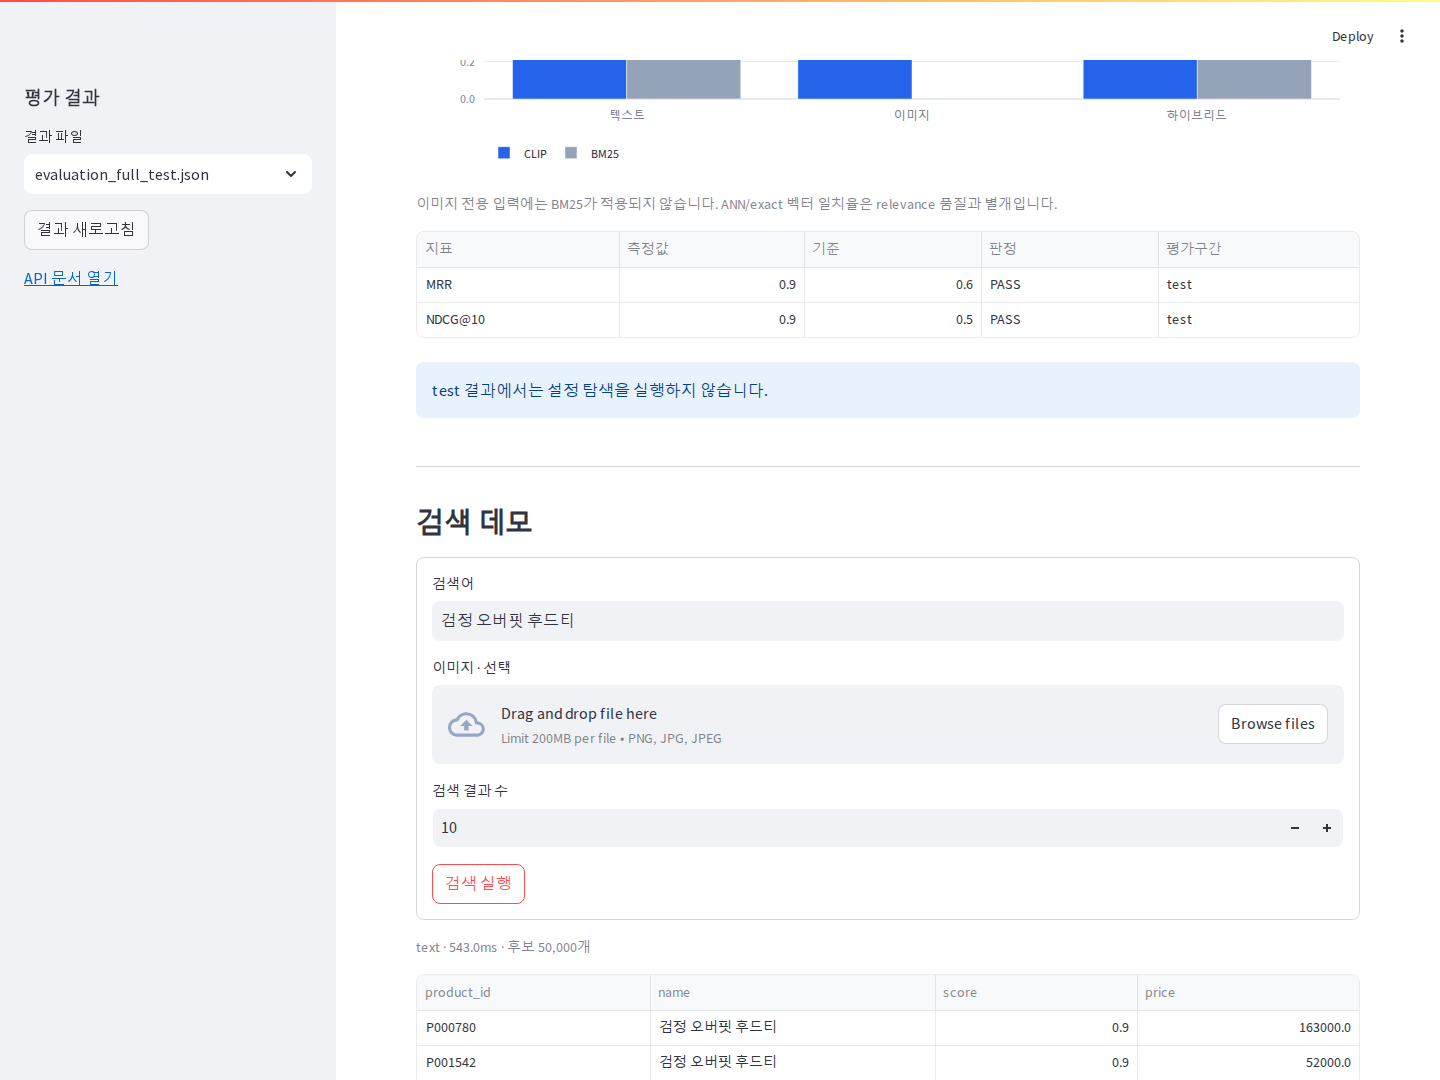 Deploy
평가 결과
결과 파일
evaluation_full_test.json
결과 새로고침
API 문서 열기
0.2
0.0
텍스트 이미지 하이브리드
CLIP BM25
이미지 전용 입력에는 BM25가 적용되지 않습니다. ANN/exact 벡터 일치율은 relevance 품질과 별개입니다.
지표 측정값 기준 판정 평가구간
MRR 0.9 0.6 PASS test
NDCG@10 0.9 0.5 PASS test
test 결과에서는 설정 탐색을 실행하지 않습니다.
검색 데모
검색어
검정 오버핏 후드티
이미지 · 선택
Drag and drop file here
Limit 200MB per file • PNG, JPG, JPEG
Browse files
검색 결과 수
10
검색 실행
text · 543.0ms · 후보 50,000개
product_id name score price
P000780 검정 오버핏 후드티 0.9 163000.0
P001542 검정 오버핏 후드티 0.9 52000.0